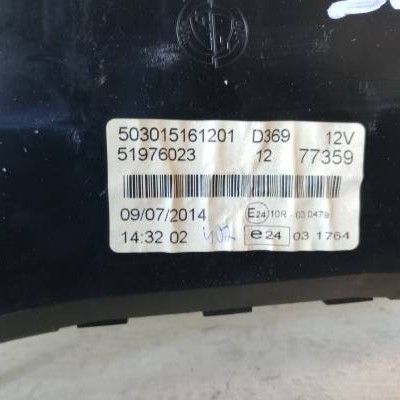 503015161201 D369 12V
51976023 12 77359
09/07/2014 E24 10R - 03 0479
14:32 02 402 e24 03 1764